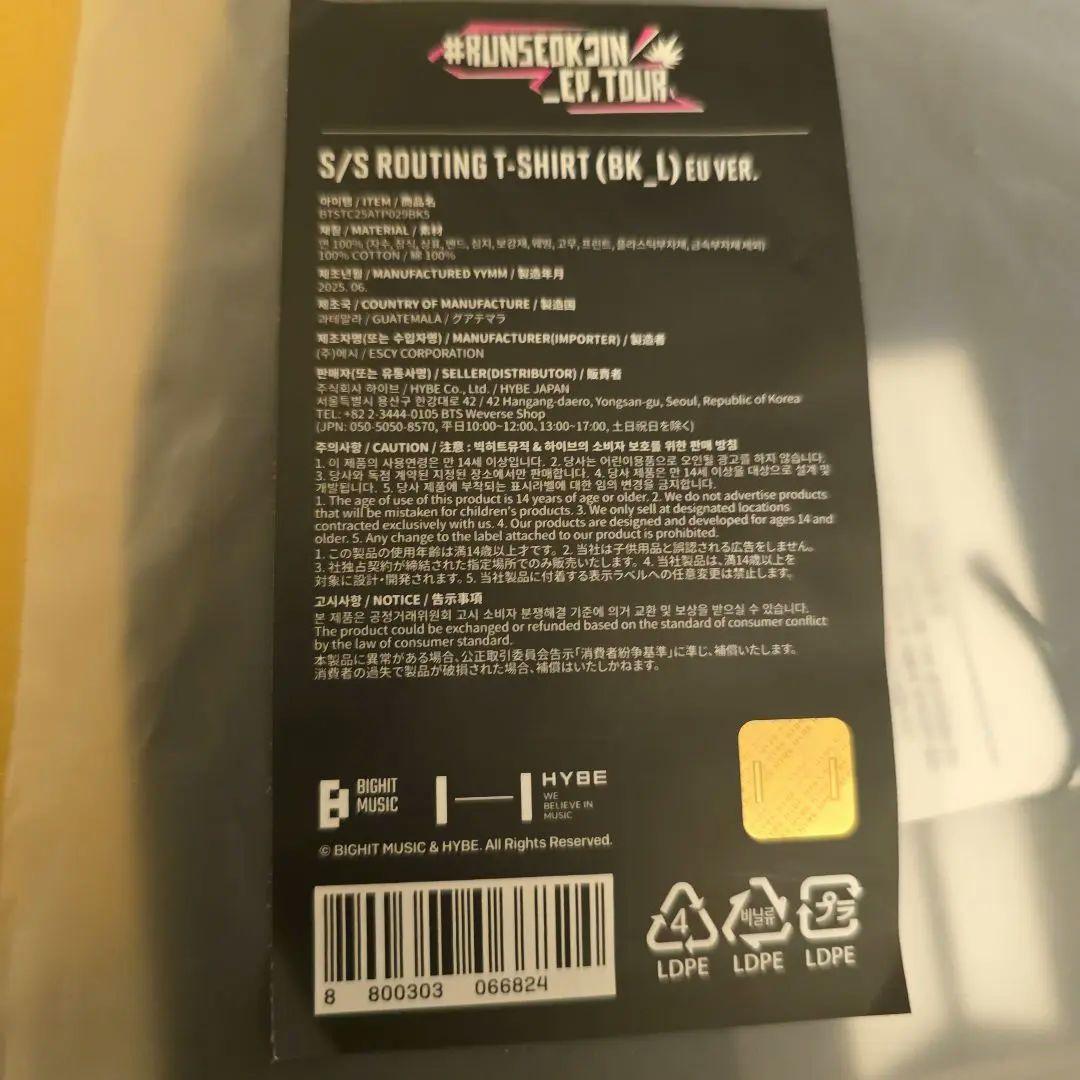 #RUNSEOKJIN
_EP.TOUR
S/S ROUTING T-SHIRT (BK_L) EU VER.
아이템 / ITEM / 商品名
BTSTC25ATP029BK5
재질 / MATERIAL / 素材
면 100% (자수, 장식, 상표, 밴드, 심지, 보강재, 웨빙, 고무, 프린트, 플라스틱부자재, 금속부자재 제외)
100% COTTON / 綿 100%
제조년월 / MANUFACTURED YYMM / 製造年月
2025. 06.
제조국 / COUNTRY OF MANUFACTURE / 製造国
과테말라 / GUATEMALA / グアテマラ
제조자명(또는 수입자명) / MANUFACTURER(IMPORTER) / 製造者
(주)에시 / ESCY CORPORATION
판매자(또는 유통사명) / SELLER(DISTRIBUTOR) / 販売者
주식회사 하이브 / HYBE Co., Ltd. / HYBE JAPAN
서울특별시 용산구 한강대로 42 / 42 Hangang-daero, Yongsan-gu, Seoul, Republic of Korea
TEL: +82 2-3444-0105 BTS Weverse Shop
(JPN: 050-5050-8570, 平日10:00~12:00, 13:00~17:00, 土日祝日を除く)
주의사항 / CAUTION / 注意 : 빅히트뮤직 & 하이브의 소비자 보호를 위한 판매 방침
1. 이 제품의 사용연령은 만 14세 이상입니다. 2. 당사는 어린이용품으로 오인될 광고를 하지 않습니다.
3. 당사와 독점 계약된 지정된 장소에서만 판매합니다. 4. 당사 제품은 만 14세 이상을 대상으로 설계 및
개발됩니다. 5. 당사 제품에 부착되는 표시라벨에 대한 임의 변경을 금지합니다.
1. The age of use of this product is 14 years of age or older. 2. We do not advertise products
that will be mistaken for children's products. 3. We only sell at designated locations
contracted exclusively with us. 4. Our products are designed and developed for ages 14 and
older. 5. Any change to the label attached to our product is prohibited.
1. この製品の使用年齢は満14歳以上才です。2. 当社は子供用品と誤認される広告をしません。
3. 社独占契約が締結された指定場所でのみ販売いたします。4. 当社製品は、満14歳以上を
対象に設計・開発されます。5. 当社製品に付着する表示ラベルへの任意変更は禁止します。
고시사항 / NOTICE / 告示事項
본 제품은 공정거래위원회 고시 소비자 분쟁해결 기준에 의거 교환 및 보상을 받으실 수 있습니다.
The product could be exchanged or refunded based on the standard of consumer conflict
by the law of consumer standard.
本製品に異常がある場合、公正取引委員会告示「消費者紛争基準」に準じ、補償いたします。
消費者の過失で製品が破損された場合、補償はいたしかねます。
BIGHIT
MUSIC
HYBE
WE
BELIEVE IN
MUSIC
© BIGHIT MUSIC & HYBE. All Rights Reserved.
8 800303 066824
4
LDPE
비닐류
LDPE
プラ
LDPE